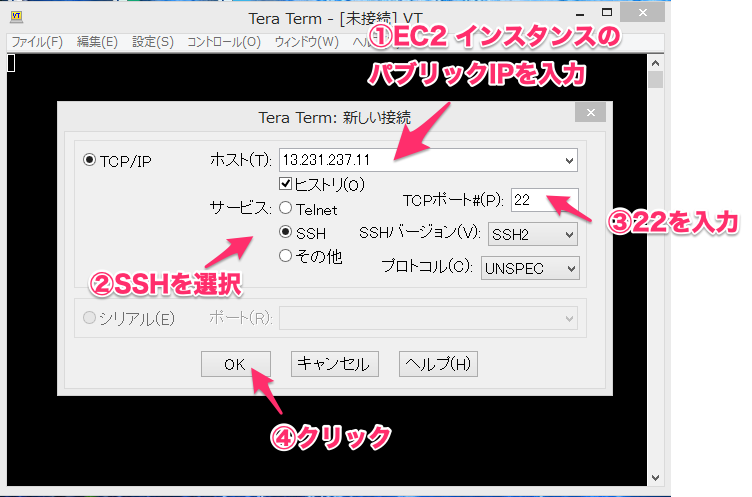 VT
Tera Term - [未接続] VT
ファイル(F) 編集(E) 設定(S) コントロール(O) ウィンドウ(W)
①EC2 インスタンスの
パブリックIPを入力
Tera Term: 新しい接続
TCP/IP
ホスト(T): 13.231.237.11
ヒストリ(O)
サービス: Telnet
TCPポート#(P): 22
③22を入力
SSH
SSHバージョン(V): SSH2
その他
プロトコル(C): UNSPEC
②SSHを選択
シリアル(E)
ポート(R):
OK キャンセル ヘルプ(H)
④クリック